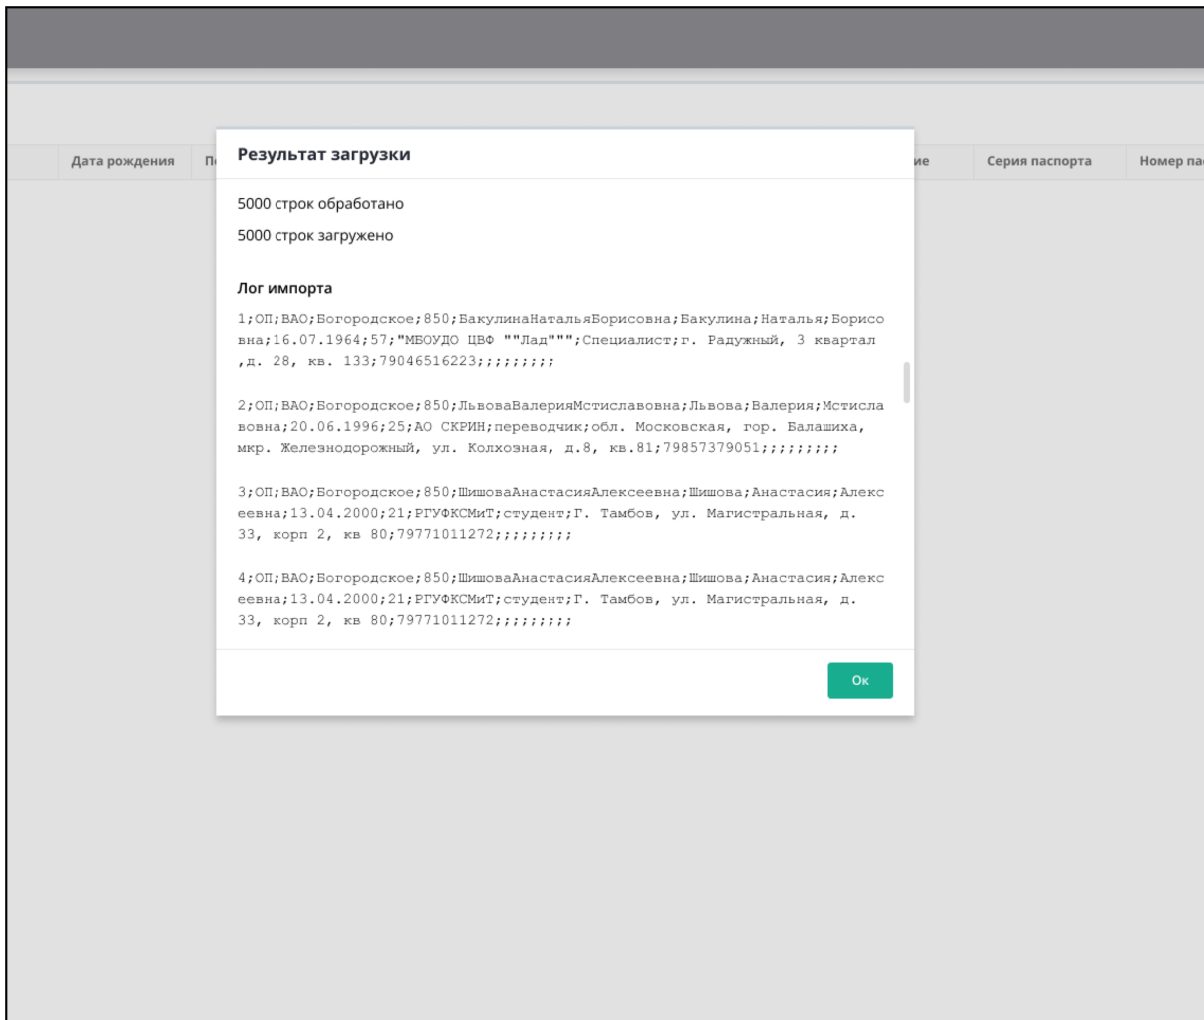 Дата рождения
Серия паспорта
Результат загрузки
5000 строк обработано
5000 строк загружено
Лог импорта
1;ОП;ВАО;Богородское;850;БакулинаНатальяБорисовна;Бакулина;Наталья;Борисо
вна;16.07.1964;57;"МБОУДО ЦВФ ""Лад""";Специалист;г. Радужный, 3 квартал
,д. 28, кв. 133;79046516223;;;;;;;;;
2;ОП;ВАО;Богородское;850;ЛьвоваВалерияМстиславовна;Львова;Валерия;Мстисла
вовна;20.06.1996;25;АО СКРИН;переводчик;обл. Московская, гор. Балашиха,
мкр. Железнодорожный, ул. Колхозная, д.8, кв.81;79857379051;;;;;;;;;
3;ОП;ВАО;Богородское;850;ШишоваАнастасияАлексеевна;Шишова;Анастасия;Алекс
еевна;13.04.2000;21;РГУФКСМиТ;студент;Г. Тамбов, ул. Магистральная, д.
33, корп 2, кв 80;79771011272;;;;;;;;;
4;ОП;ВАО;Богородское;850;ШишоваАнастасияАлексеевна;Шишова;Анастасия;Алекс
еевна;13.04.2000;21;РГУФКСМиТ;студент;Г. Тамбов, ул. Магистральная, д.
33, корп 2, кв 80;79771011272;;;;;;;;;
Ок